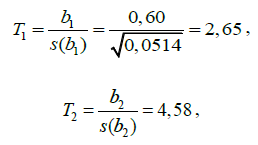 T₁ = b₁ / s(b₁) = 0,60 / √0,0514 = 2,65 ,
T₂ = b₂ / s(b₂) = 4,58 ,